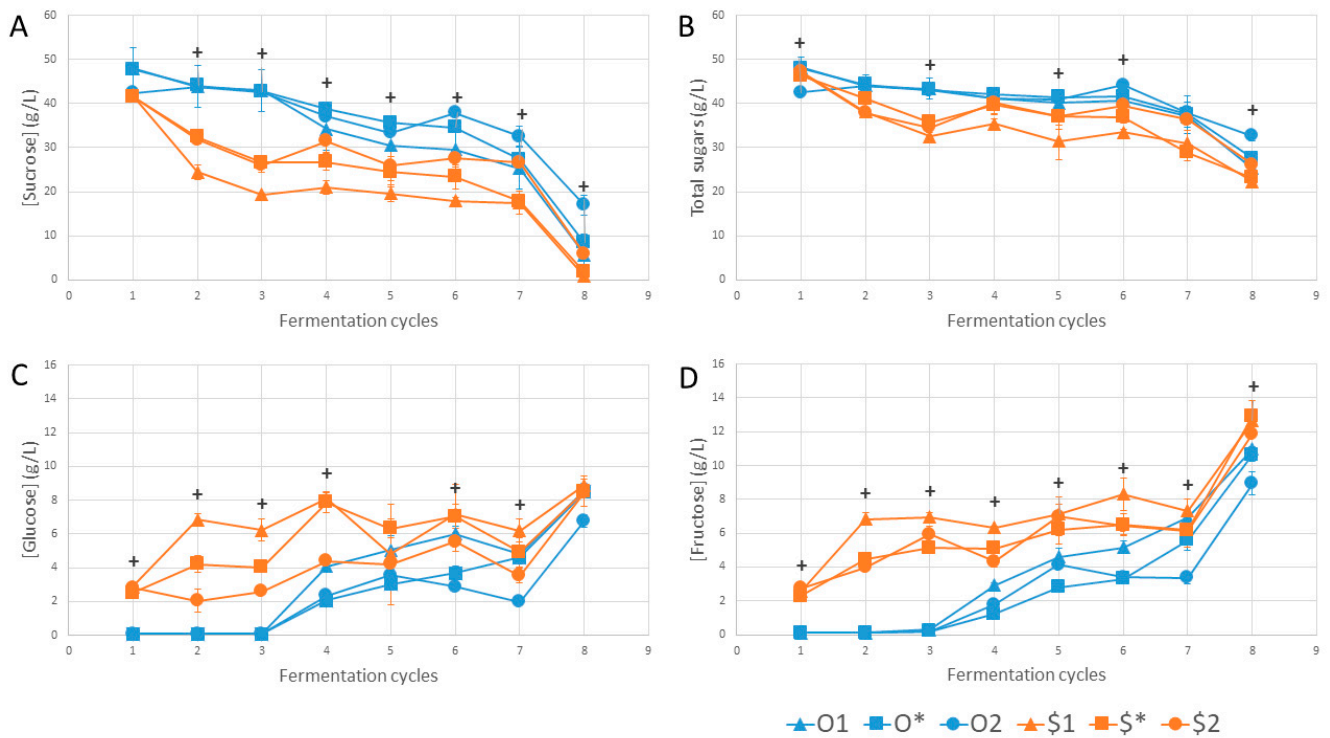 A
60
50
40
30
20
10
0
[Sucrose] (g/L)
+ + + + + + +
0 1 2 3 4 5 6 7 8 9
Fermentation cycles
B
60
50
40
30
20
10
0
Total sugars (g/L)
+ + + + +
0 1 2 3 4 5 6 7 8 9
Fermentation cycles
C
16
14
12
10
8
6
4
2
0
[Glucose] (g/L)
+ + + + + +
0 1 2 3 4 5 6 7 8 9
Fermentation cycles
D
16
14
12
10
8
6
4
2
0
[Fructose] (g/L)
+ + + + + + + +
0 1 2 3 4 5 6 7 8 9
Fermentation cycles
O1 O* O2 $1 $* $2